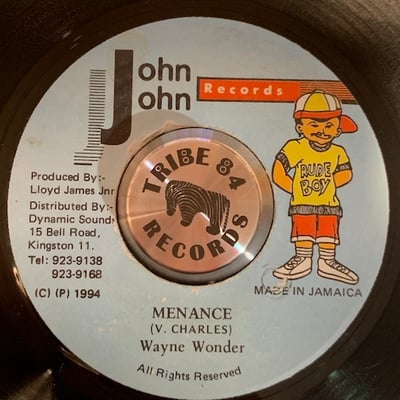 John
John
Records
TRIBE 84
RECORDS
RUDE
BOY
Produced By:-
Lloyd James Jnr
Distributed By:-
Dynamic Sound
15 Bell Road,
Kingston 11.
Tel: 923-9138
923-9168
(C) (P) 1994
MADE IN JAMAICA
MENANCE
(V. CHARLES)
Wayne Wonder
All Rights Reserved